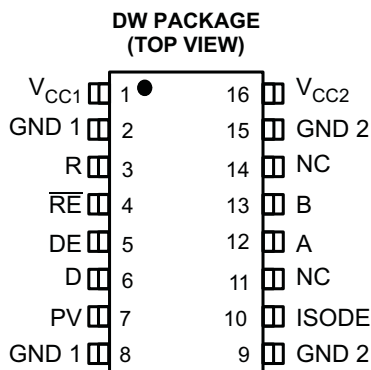 DW PACKAGE
(TOP VIEW)
VCC1 1 16 VCC2
GND 1 2 15 GND 2
R 3 14 NC
R̅E̅ 4 13 B
DE 5 12 A
D 6 11 NC
PV 7 10 ISODE
GND 1 8 9 GND 2